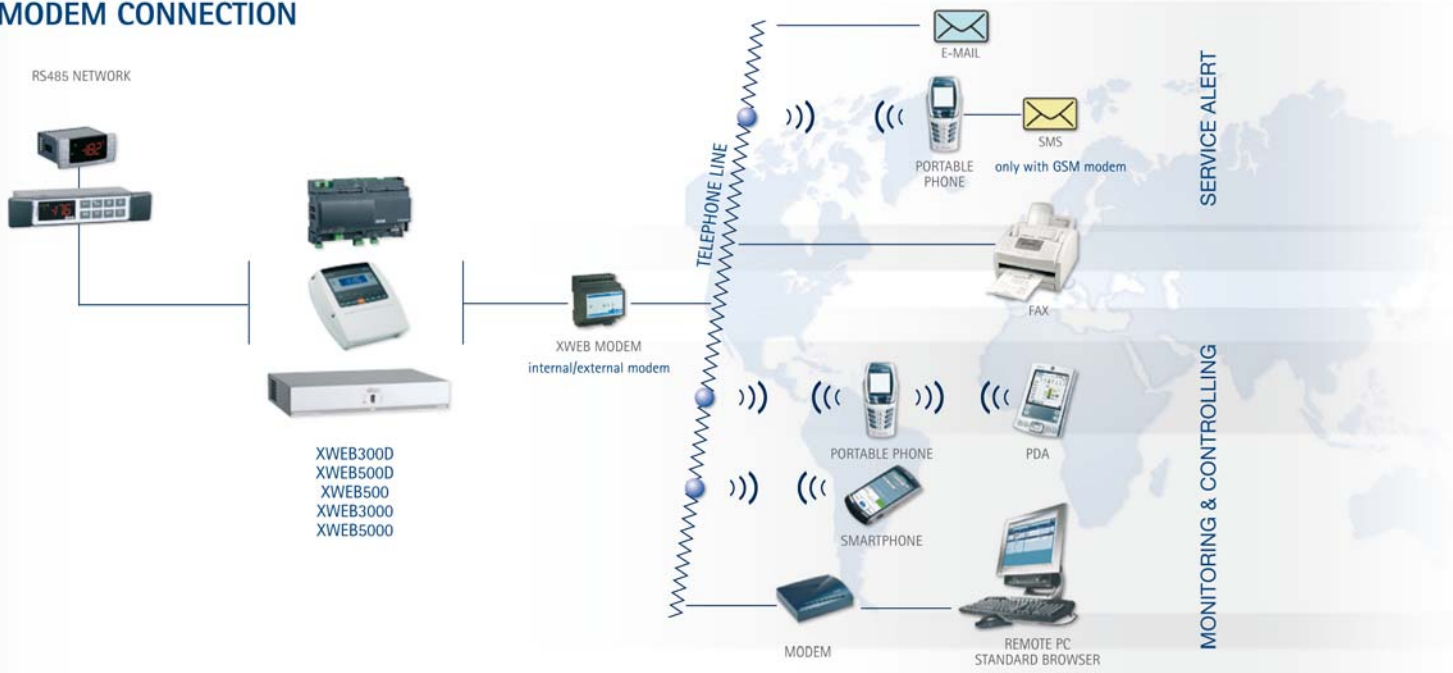 MODEM CONNECTION
RS485 NETWORK
XWEB300D
XWEB500D
XWEB500
XWEB3000
XWEB5000
XWEB MODEM
internal/external modem
TELEPHONE LINE
E-MAIL
PORTABLE
PHONE
SMS
only with GSM modem
FAX
SERVICE ALERT
PORTABLE PHONE
PDA
SMARTPHONE
MODEM
REMOTE PC
STANDARD BROWSER
MONITORING & CONTROLLING